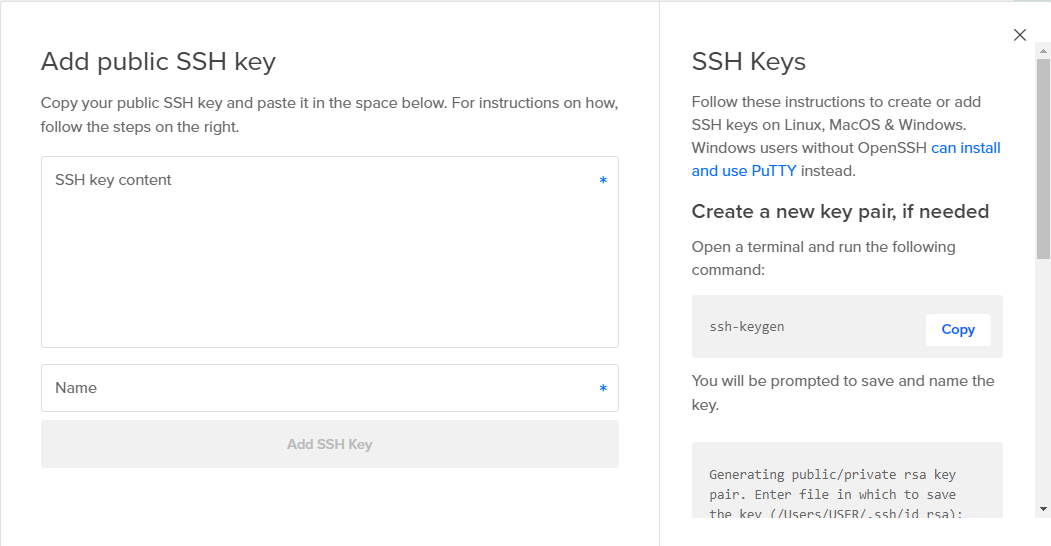 Add public SSH key
Copy your public SSH key and paste it in the space below. For instructions on how,
follow the steps on the right.
SSH key content *
Name *
Add SSH Key
SSH Keys
Follow these instructions to create or add
SSH keys on Linux, MacOS & Windows.
Windows users without OpenSSH can install
and use PuTTY instead.
Create a new key pair, if needed
Open a terminal and run the following
command:
ssh-keygen
Copy
You will be prompted to save and name the
key.
Generating public/private rsa key
pair. Enter file in which to save
the key (/Users/USER/.ssh/id_rsa):